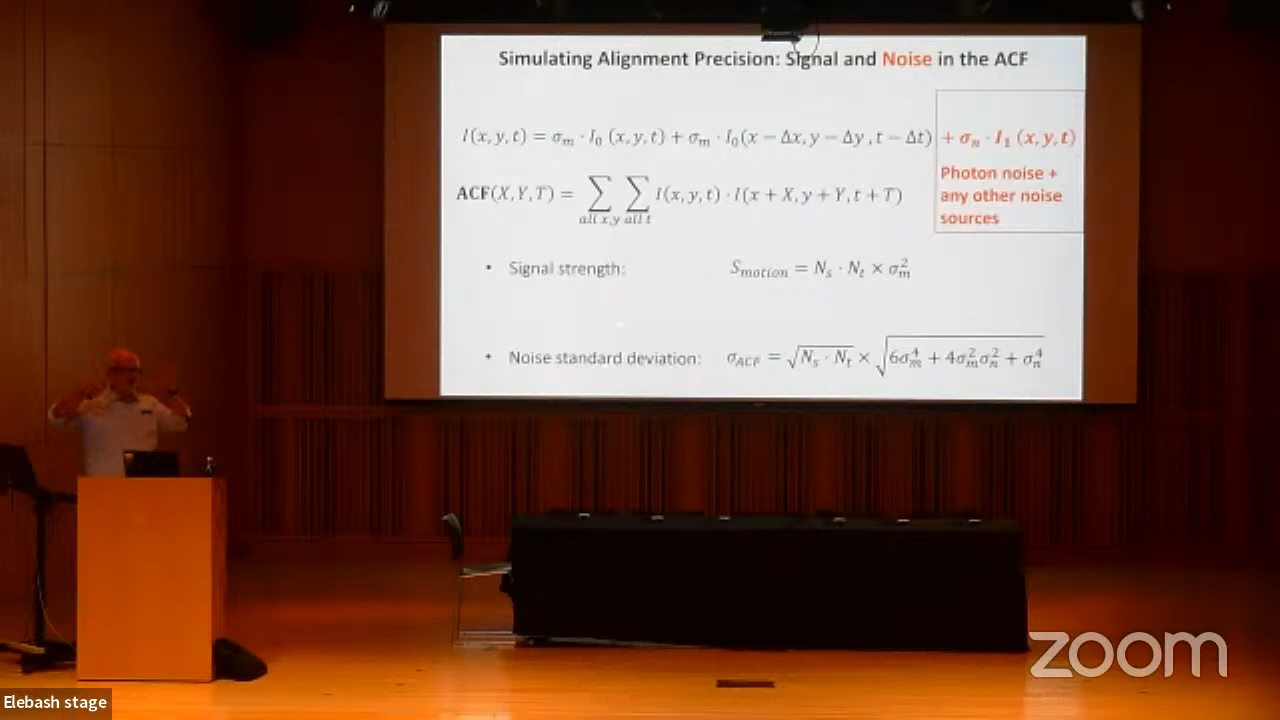 Simulating Alignment Precision: Signal and Noise in the ACF
I(x, y, t) = σm · I0 (x, y, t) + σm · I0(x − Δx, y − Δy , t − Δt) + σn · I1 (x, y, t)
Photon noise +
any other noise
sources
ACF(X, Y, T) = ∑all x,y ∑all t I(x, y, t) · I(x + X, y + Y, t + T)
• Signal strength: Smotion = Ns · Nt × σm²
• Noise standard deviation: σACF = √(Ns · Nt) × √(6σm⁴ + 4σm²σn² + σn⁴)
zoom
Elebash stage